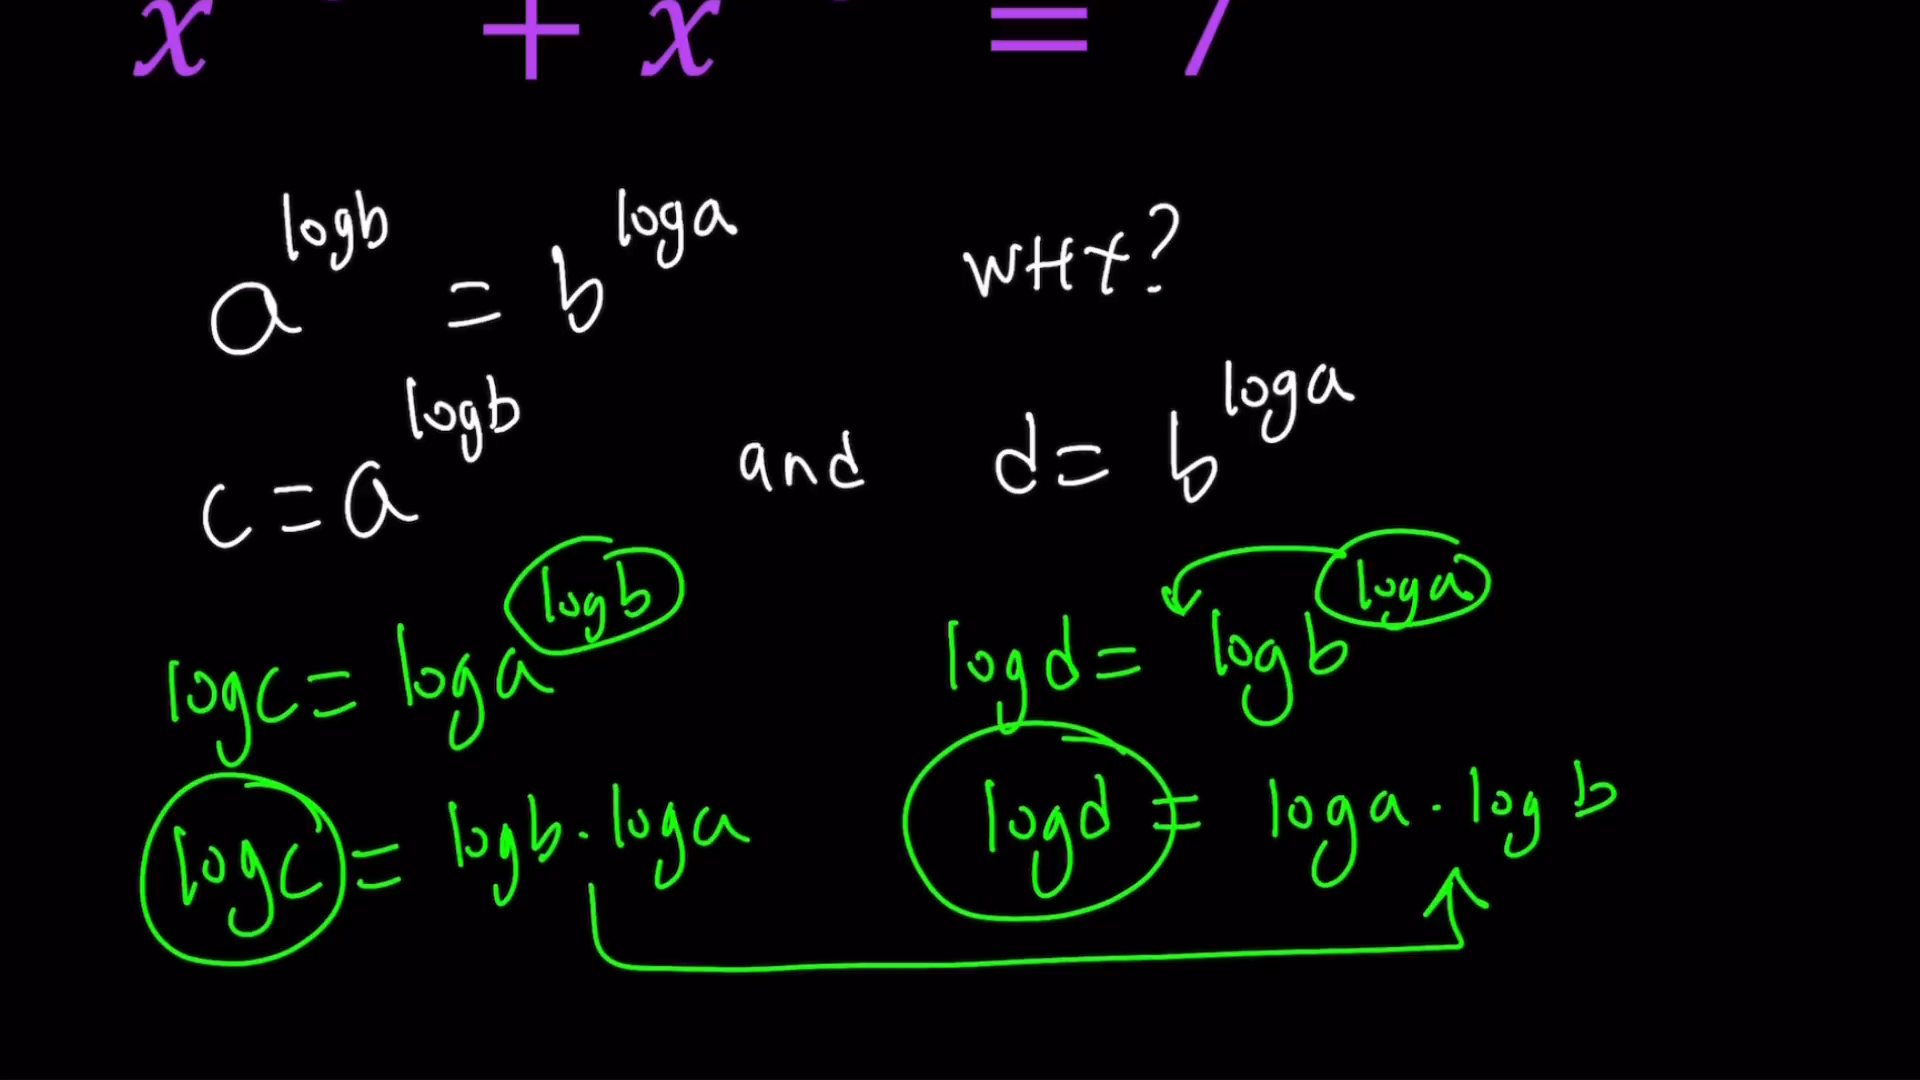 x + x = 7
a^logb = b^loga WHY?
c = a^logb and d = b^loga
logc = loga^logb logd = logb^loga
logc = logb · loga logd = loga · logb